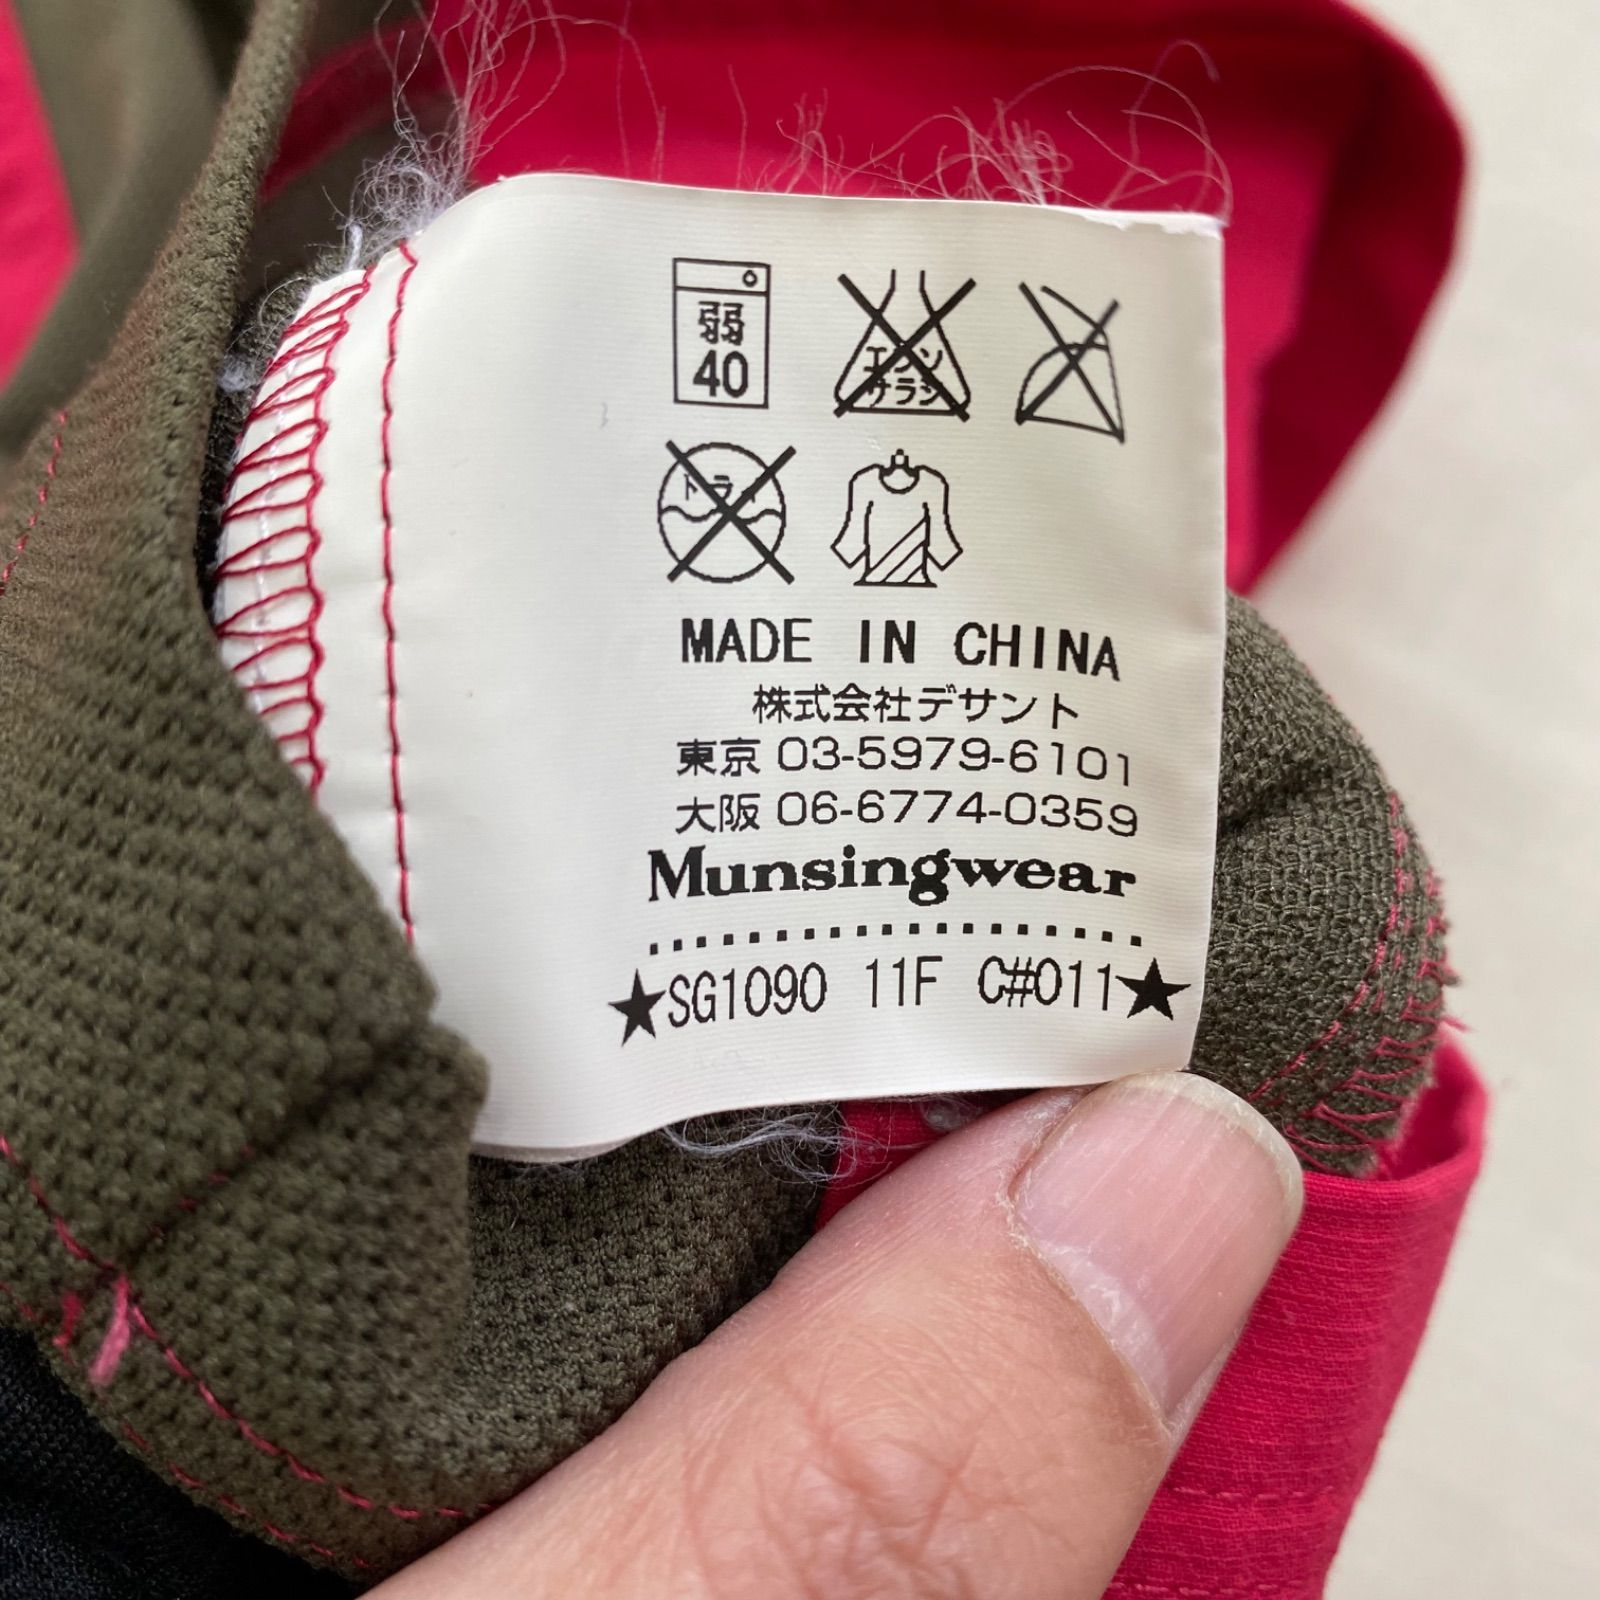 弱
40
エンソ
サラシ
ドライ
MADE IN CHINA
株式会社デサント
東京 03-5979-6101
大阪 06-6774-0359
Munsingwear
★SG1090 11F C#011★